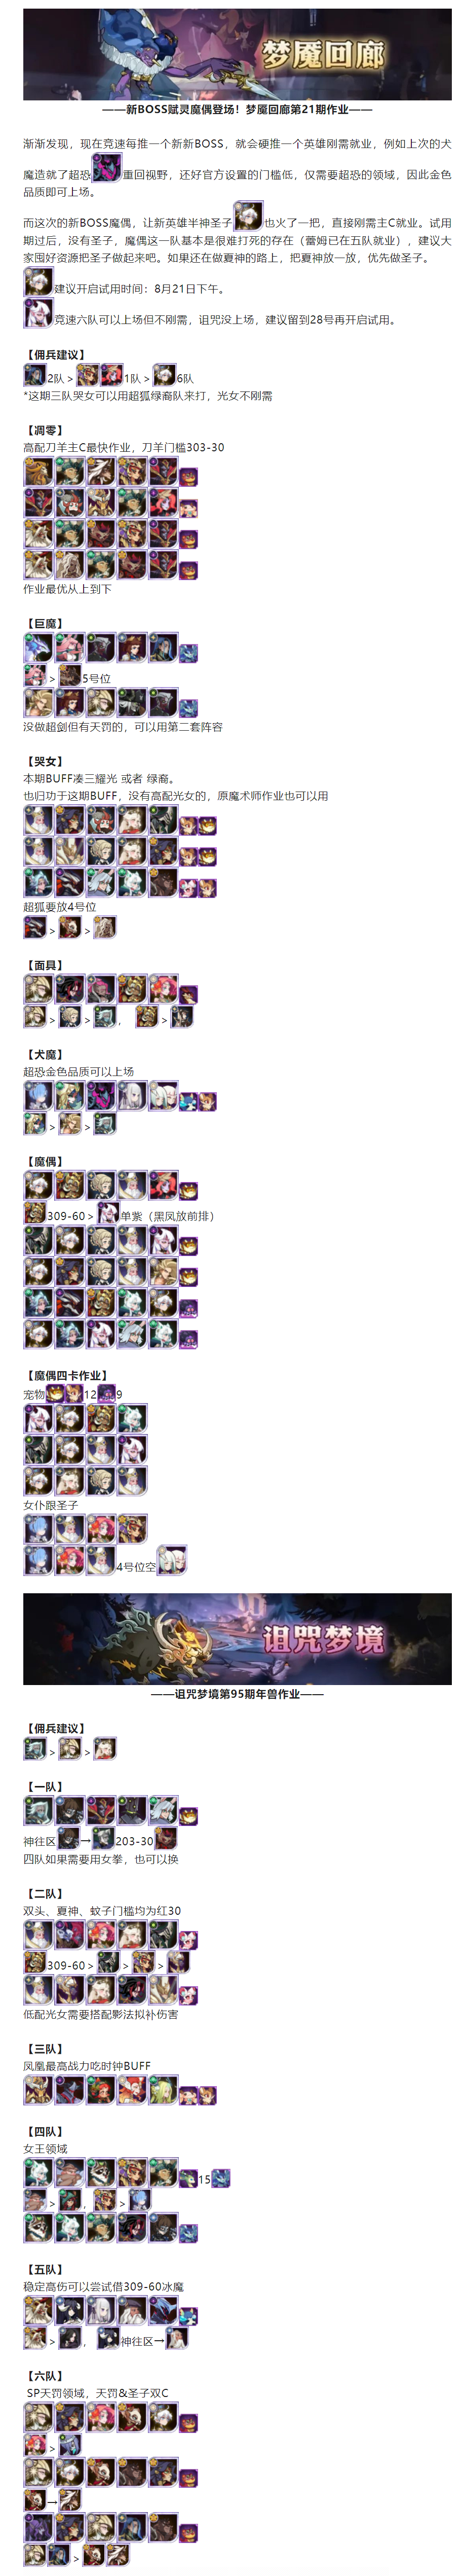 梦魇回廊
——新BOSS赋灵魔偶登场！梦魇回廊第21期作业——
渐渐发现，现在竞速每推一个新新BOSS，就会硬推一个英雄刚需就业，例如上次的犬
魔造就了超恐 重回视野，还好官方设置的门槛低，仅需要超恐的领域，因此金色
品质即可上场。
而这次的新BOSS魔偶，让新英雄半神圣子 也火了一把，直接刚需主C就业。试用
期过后，没有圣子，魔偶这一队基本是很难打死的存在（蕾姆已在五队就业），建议大
家囤好资源把圣子做起来吧。如果还在做夏神的路上，把夏神放一放，优先做圣子。
建议开启试用时间：8月21日下午。
竞速六队可以上场但不刚需，诅咒没上场，建议留到28号再开启试用。
【佣兵建议】
2队 > 1队 > 6队
*这期三队哭女可以用超狐绿裔队来打，光女不刚需
【凋零】
高配刀羊主C最快作业，刀羊门槛303-30
作业最优从上到下
【巨魔】
> 5号位
没做超剑但有天罚的，可以用第二套阵容
【哭女】
本期BUFF凑三耀光 或者 绿裔。
也归功于这期BUFF，没有高配光女的，原魔术师作业也可以用
超狐要放4号位
> >
【面具】
> > ， >
【犬魔】
超恐金色品质可以上场
> >
【魔偶】
309-60 > 单紫（黑凤放前排）
【魔偶四卡作业】
宠物 12 9
女仆跟圣子
4号位空
诅咒梦境
——诅咒梦境第95期年兽作业——
【佣兵建议】
> >
【一队】
神往区 → 203-30
四队如果需要用女拳，也可以换
【二队】
双头、夏神、蚊子门槛均为红30
309-60 > > >
低配光女需要搭配影法拟补伤害
【三队】
凤凰最高战力吃时钟BUFF
【四队】
女王领域
15
> ， >
【五队】
稳定高伤可以尝试借309-60冰魔
> ， 神往区→
【六队】
SP天罚领域，天罚&圣子双C
>
→
>